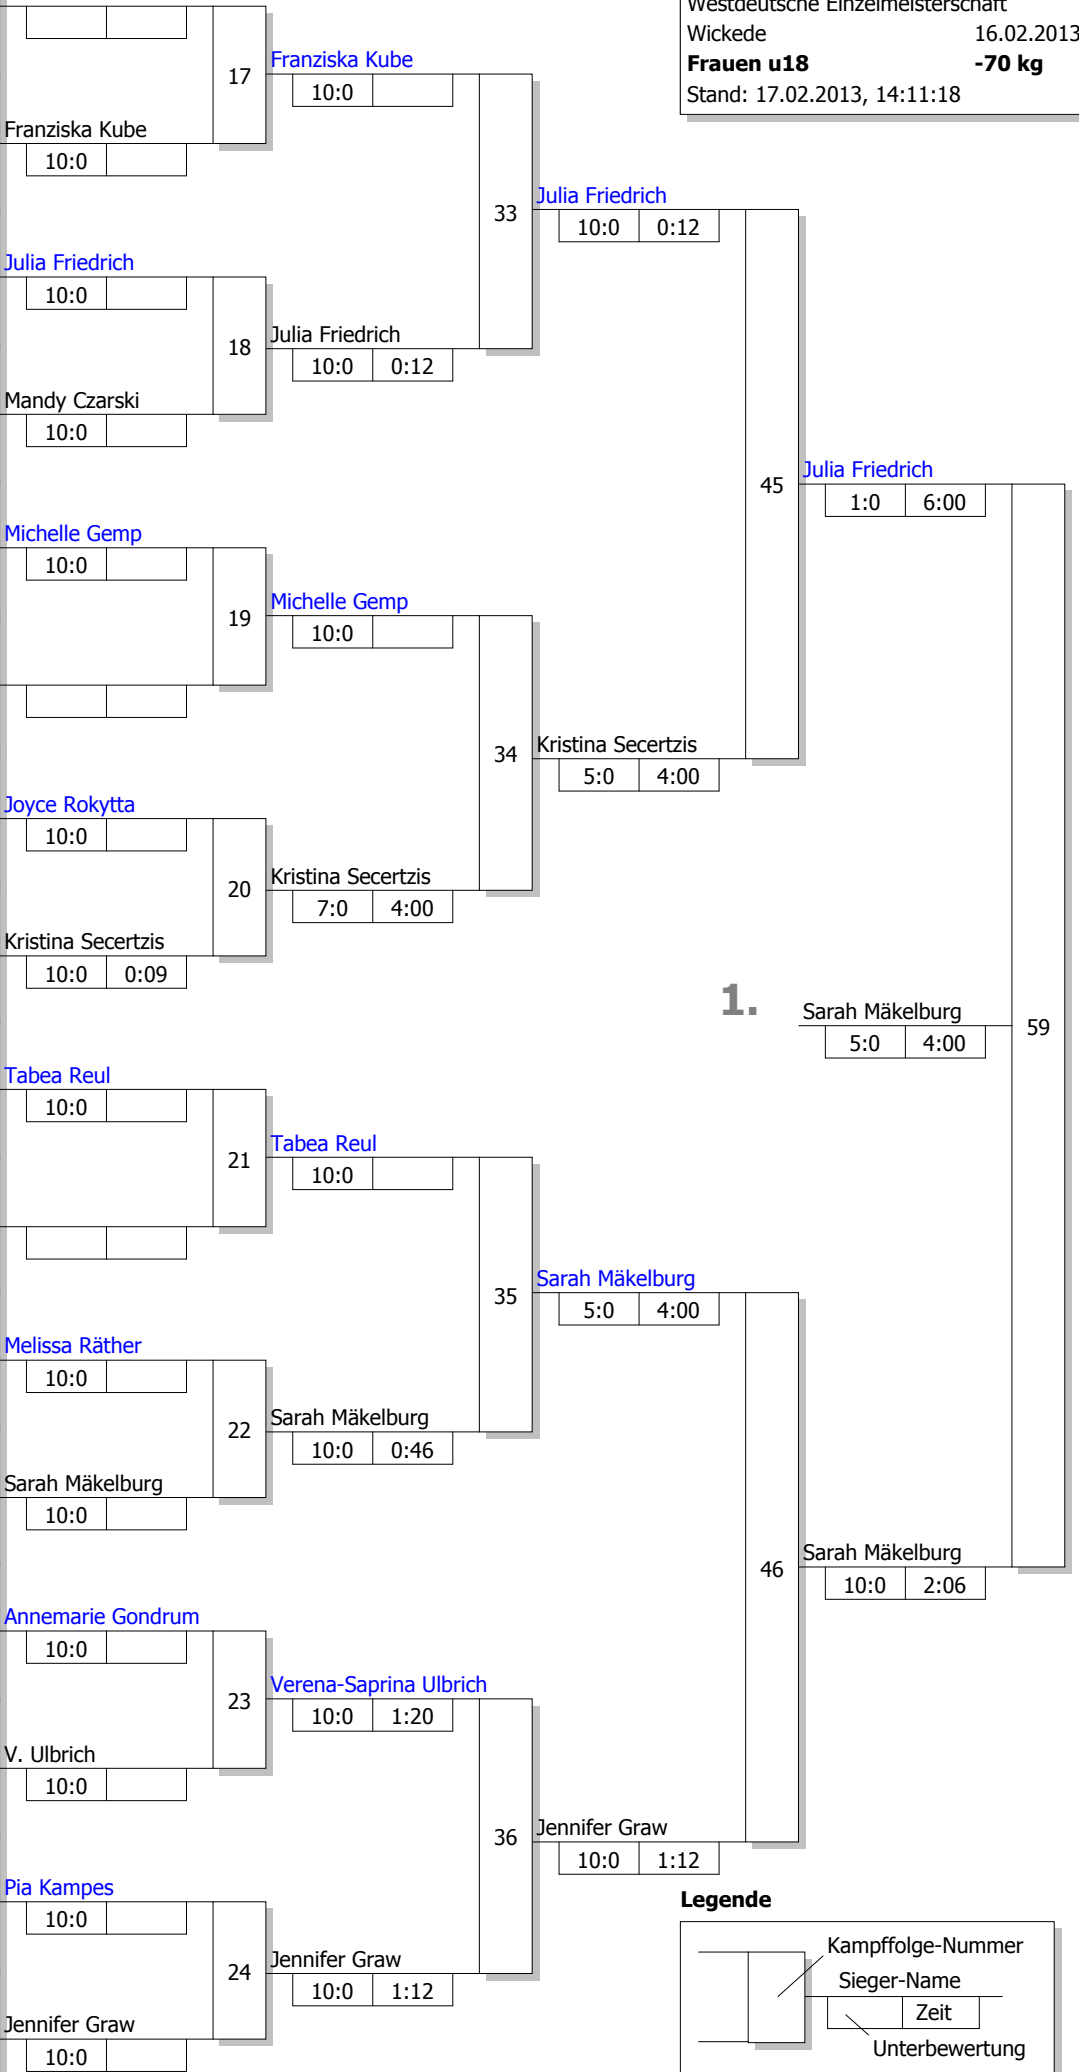 Westdeutsche Einzelmeisterschaft
Wickede 16.02.2013
Frauen u18 -70 kg
Stand: 17.02.2013, 14:11:18
17
Franziska Kube
10:0
Franziska Kube
10:0
33
Julia Friedrich
10:0 0:12
Julia Friedrich
10:0
18
Julia Friedrich
10:0 0:12
Mandy Czarski
10:0
45
Julia Friedrich
1:0 6:00
Michelle Gemp
10:0
19
Michelle Gemp
10:0
34
Kristina Secertzis
5:0 4:00
Joyce Rokytta
10:0
20
Kristina Secertzis
7:0 4:00
Kristina Secertzis
10:0 0:09
1.
Sarah Mäkelburg
5:0 4:00
59
Tabea Reul
10:0
21
Tabea Reul
10:0
35
Sarah Mäkelburg
5:0 4:00
Melissa Räther
10:0
22
Sarah Mäkelburg
10:0 0:46
Sarah Mäkelburg
10:0
46
Sarah Mäkelburg
10:0 2:06
Annemarie Gondrum
10:0
23
Verena-Saprina Ulbrich
10:0 1:20
V. Ulbrich
10:0
36
Jennifer Graw
10:0 1:12
Pia Kampes
10:0
24
Jennifer Graw
10:0 1:12
Jennifer Graw
10:0
Legende
Kampffolge-Nummer
Sieger-Name
Zeit
Unterbewertung